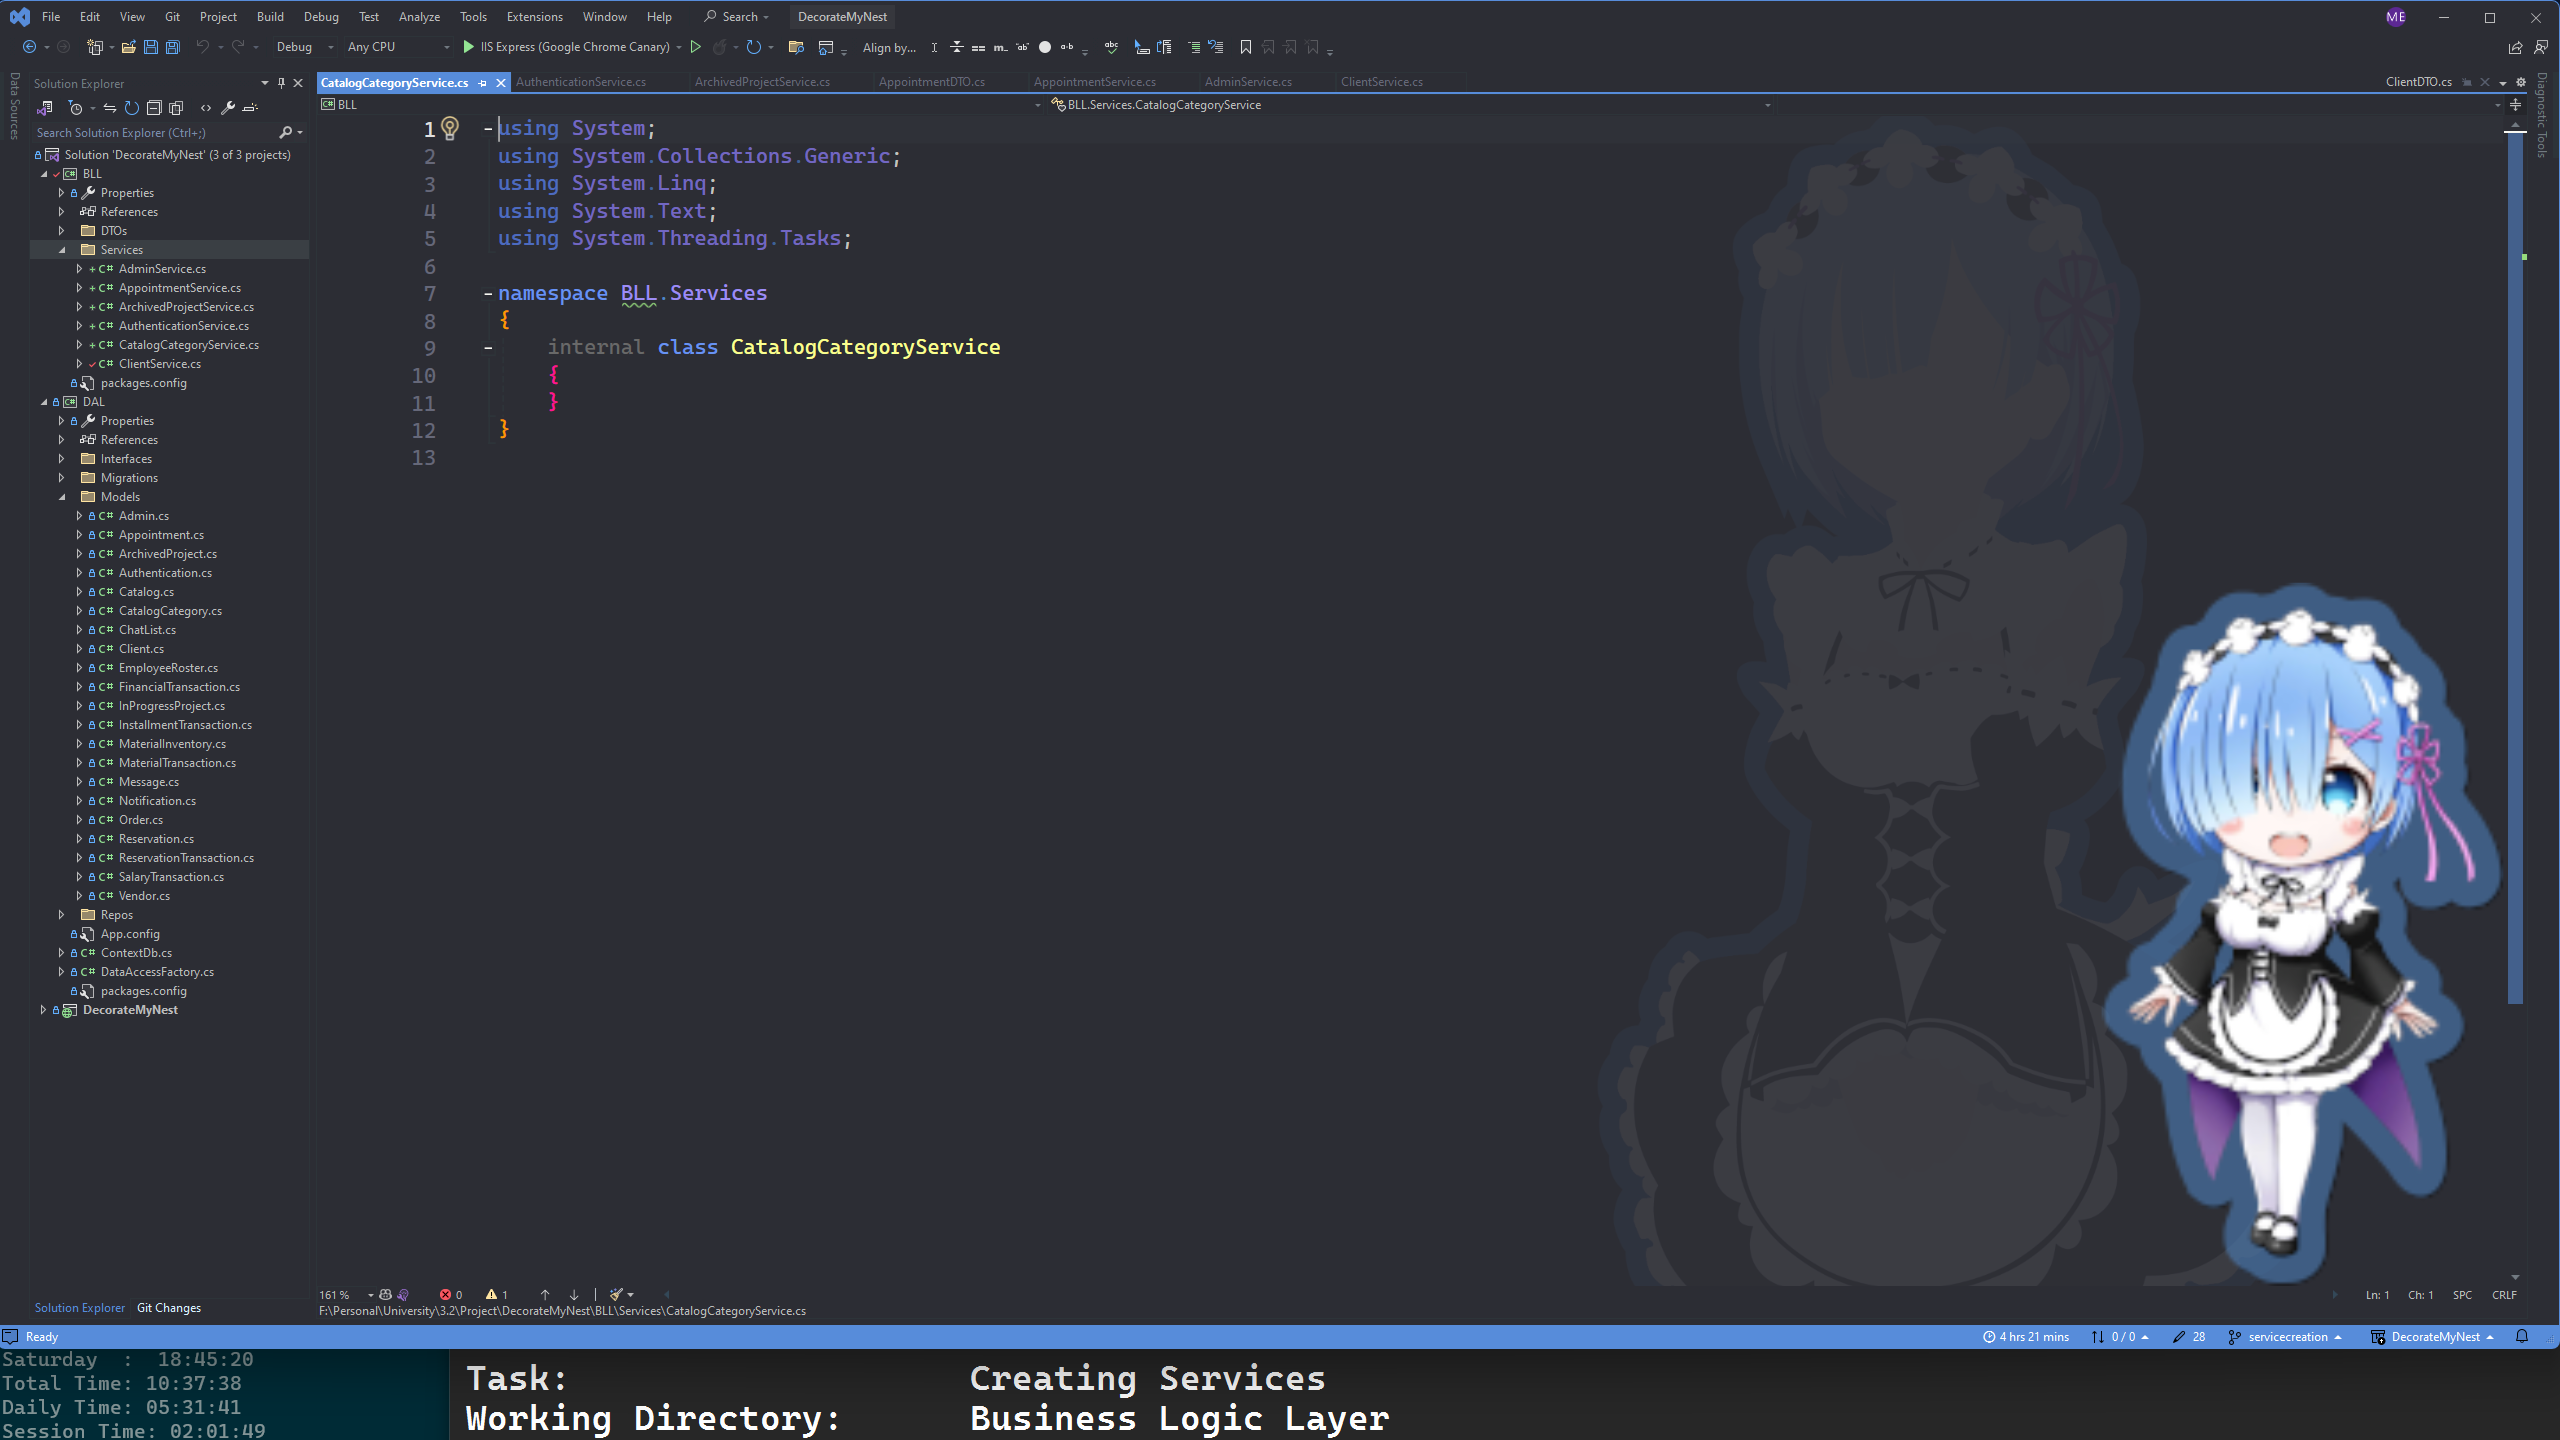 File Edit View Git Project Build Debug Test Analyze Tools Extensions Window Help Search DecorateMyNest ME
Debug Any CPU IIS Express (Google Chrome Canary) Align by...
Data Sources
Solution Explorer
Search Solution Explorer (Ctrl+;)
Solution 'DecorateMyNest' (3 of 3 projects)
BLL
Properties
References
DTOs
Services
AdminService.cs
AppointmentService.cs
ArchivedProjectService.cs
AuthenticationService.cs
CatalogCategoryService.cs
ClientService.cs
packages.config
DAL
Properties
References
Interfaces
Migrations
Models
Admin.cs
Appointment.cs
ArchivedProject.cs
Authentication.cs
Catalog.cs
CatalogCategory.cs
ChatList.cs
Client.cs
EmployeeRoster.cs
FinancialTransaction.cs
InProgressProject.cs
InstallmentTransaction.cs
MaterialInventory.cs
MaterialTransaction.cs
Message.cs
Notification.cs
Order.cs
Reservation.cs
ReservationTransaction.cs
SalaryTransaction.cs
Vendor.cs
Repos
App.config
ContextDb.cs
DataAccessFactory.cs
packages.config
DecorateMyNest
Solution Explorer Git Changes
CatalogCategoryService.cs AuthenticationService.cs ArchivedProjectService.cs AppointmentDTO.cs AppointmentService.cs AdminService.cs ClientService.cs ClientDTO.cs
BLL BLL.Services.CatalogCategoryService
Diagnostic Tools
1 using System;
2 using System.Collections.Generic;
3 using System.Linq;
4 using System.Text;
5 using System.Threading.Tasks;
6
7 namespace BLL.Services
8 {
9 internal class CatalogCategoryService
10 {
11 }
12 }
13
161 % 0 1 Ln: 1 Ch: 1 SPC CRLF
F:\Personal\University\3.2\Project\DecorateMyNest\BLL\Services\CatalogCategoryService.cs
Ready 4 hrs 21 mins 0 / 0 28 servicecreation DecorateMyNest
Saturday : 18:45:20
Total Time: 10:37:38
Daily Time: 05:31:41
Session Time: 02:01:49
Task: Creating Services
Working Directory: Business Logic Layer